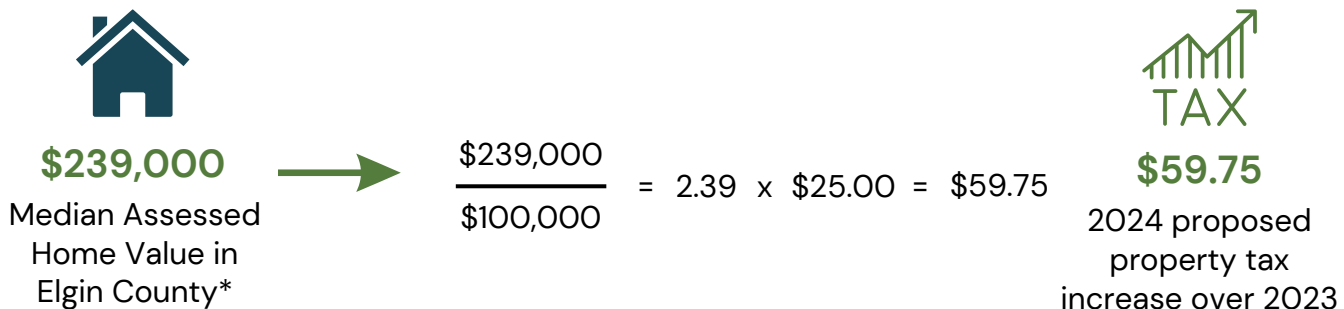 $239,000
Median Assessed
Home Value in
Elgin County*
$239,000
$100,000
= 2.39 x $25.00 = $59.75
TAX
$59.75
2024 proposed
property tax
increase over 2023